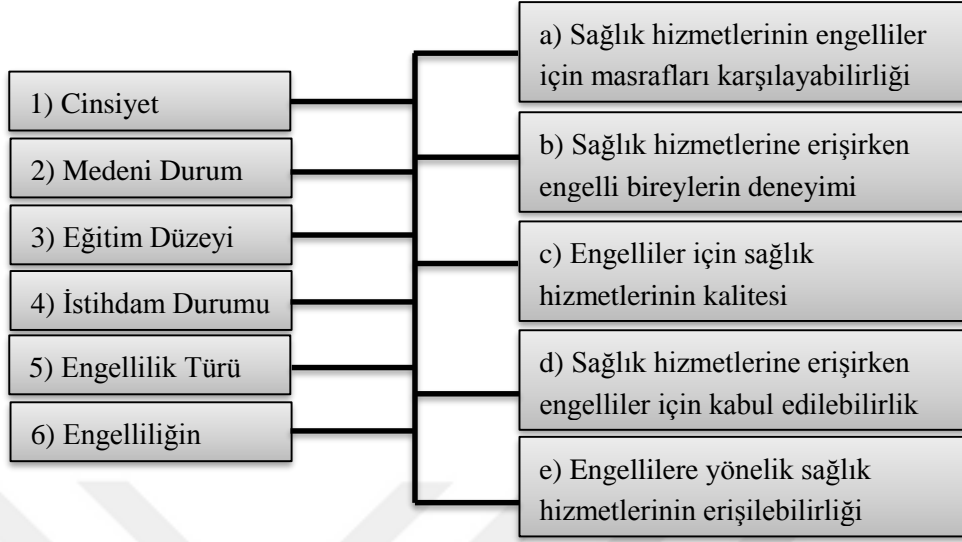 1) Cinsiyet
2) Medeni Durum
3) Eğitim Düzeyi
4) İstihdam Durumu
5) Engellilik Türü
6) Engelliliğin
a) Sağlık hizmetlerinin engelliler
için masrafları karşılayabilirliği
b) Sağlık hizmetlerine erişirken
engelli bireylerin deneyimi
c) Engelliler için sağlık
hizmetlerinin kalitesi
d) Sağlık hizmetlerine erişirken
engelliler için kabul edilebilirlik
e) Engellilere yönelik sağlık
hizmetlerinin erişilebilirliği